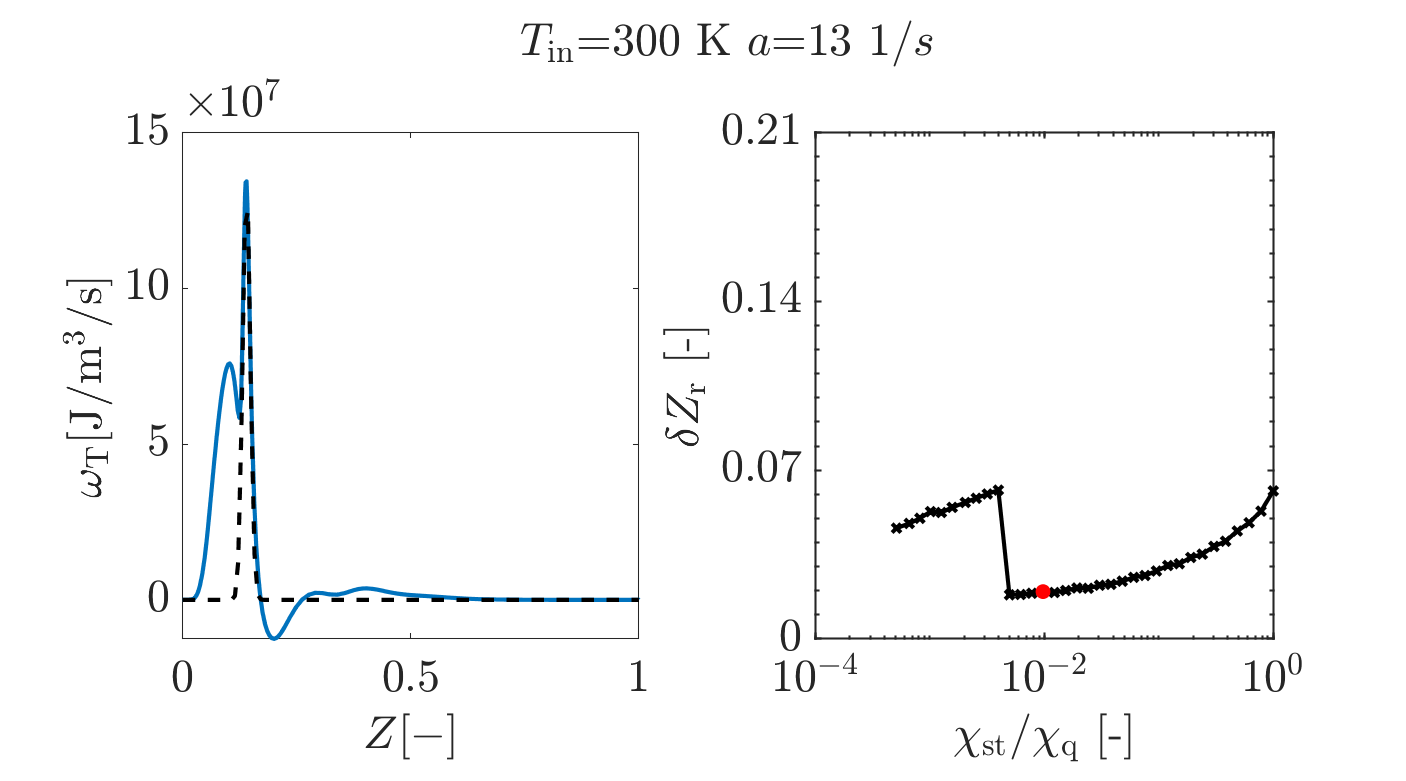 T_in=300 K a=13 1/s
×10^7
15
10
5
0
ω_T[J/m^3/s]
0 0.5 1
Z[−]
0.21
0.14
0.07
0
δZ_r [-]
10^−4 10^−2 10^0
χ_st/χ_q [-]